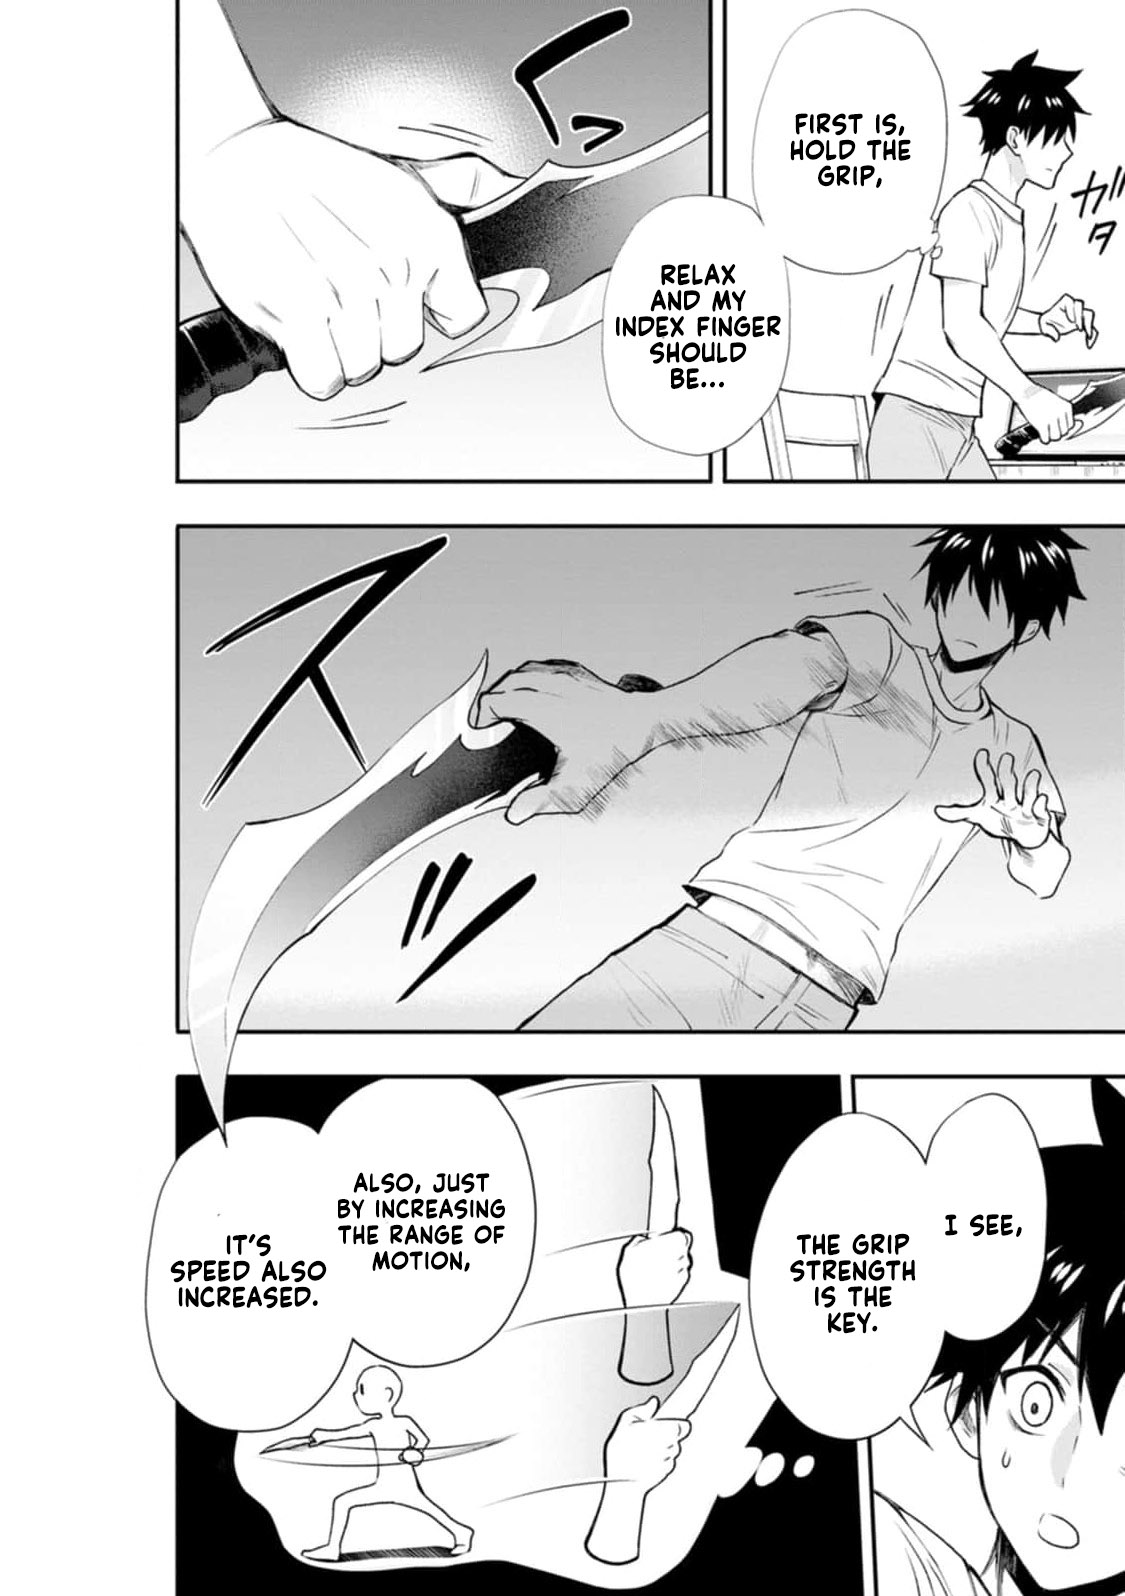 FIRST IS,
HOLD THE
GRIP,
ガタ
RELAX
AND MY
INDEX FINGER
SHOULD
BE...
I SEE,
THE GRIP
STRENGTH
IS THE
KEY.
ALSO, JUST
BY INCREASING
THE RANGE OF
MOTION,
IT'S
SPEED ALSO
INCREASED.